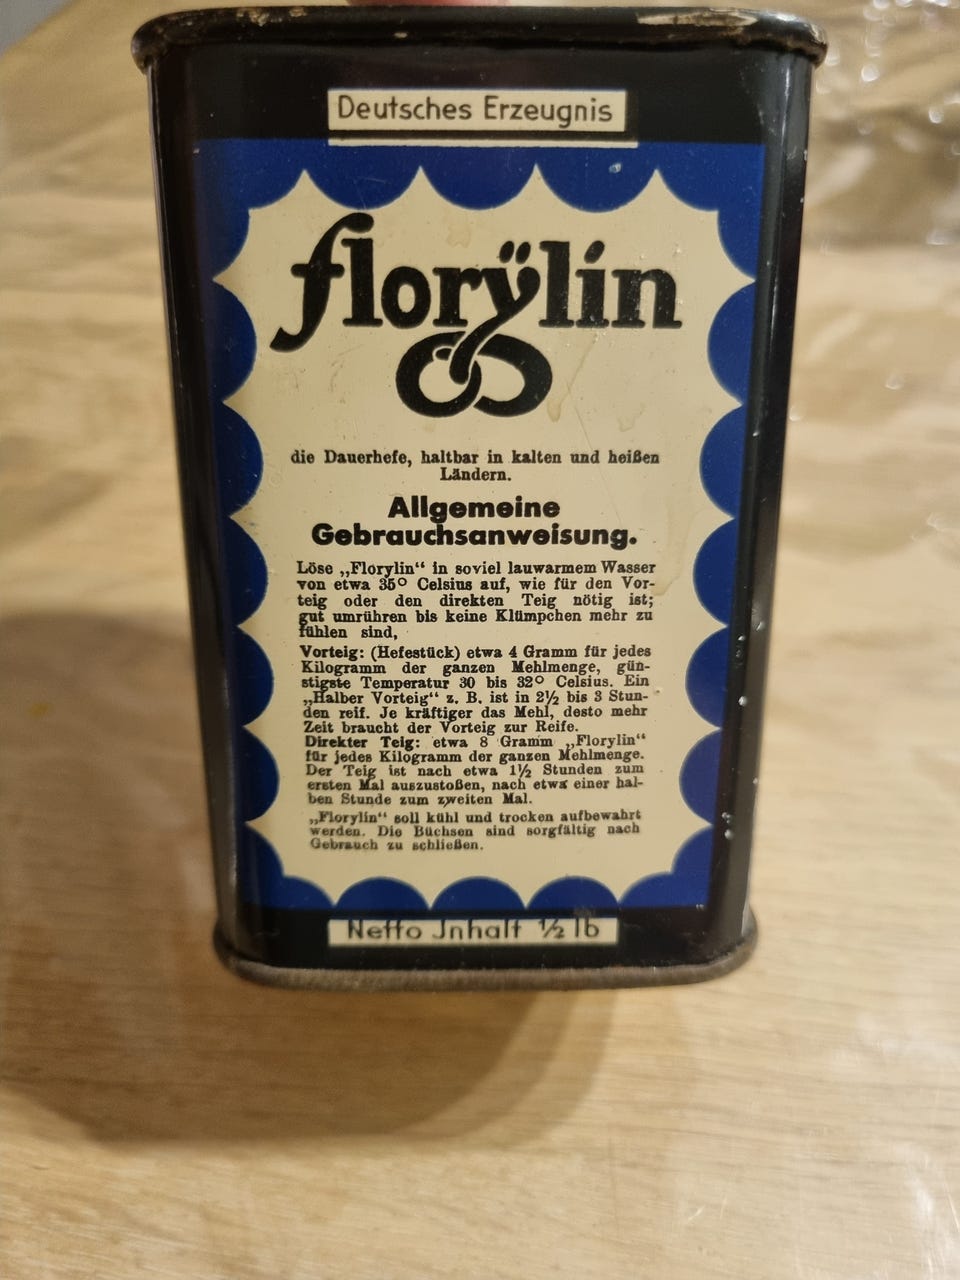 Deutsches Erzeugnis
florÿlin
die Dauerhefe, haltbar in kalten und heißen
Ländern.
Allgemeine
Gebrauchsanweisung.
Löse „Florylin“ in soviel lauwarmem Wasser
von etwa 35° Celsius auf, wie für den Vor-
teig oder den direkten Teig nötig ist;
gut umrühren bis keine Klümpchen mehr zu
fühlen sind,
Vorteig: (Hefestück) etwa 4 Gramm für jedes
Kilogramm der ganzen Mehlmenge, gün-
stigste Temperatur 30 bis 32° Celsius. Ein
„Halber Vorteig“ z. B. ist in 2½ bis 3 Stun-
den reif. Je kräftiger das Mehl, desto mehr
Zeit braucht der Vorteig zur Reife.
Direkter Teig: etwa 8 Gramm „Florylin“
für jedes Kilogramm der ganzen Mehlmenge.
Der Teig ist nach etwa 1½ Stunden zum
ersten Mal auszustoßen, nach etwa einer hal-
ben Stunde zum zweiten Mal.
„Florylin“ soll kühl und trocken aufbewahrt
werden. Die Büchsen sind sorgfältig nach
Gebrauch zu schließen.
Netto Jnhalt ½ lb